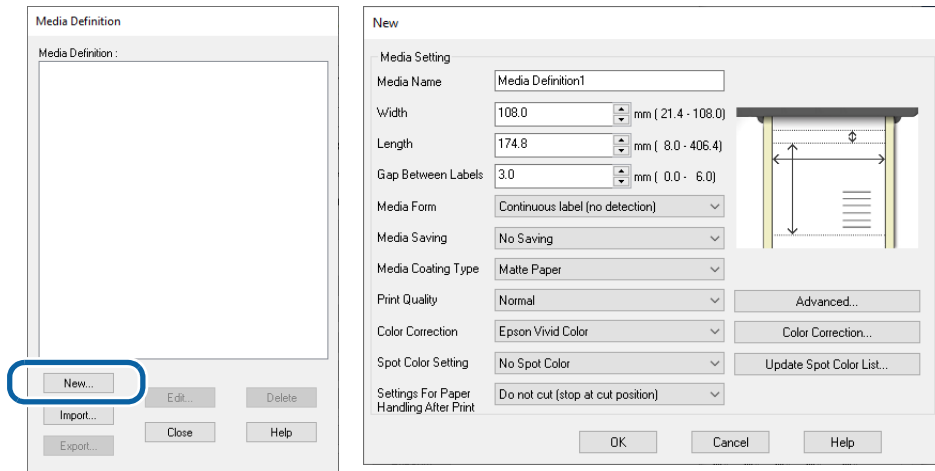 Media Definition
Media Definition :
New...
Edit...
Delete
Import...
Close
Help
Export...
New
Media Setting
Media Name Media Definition1
Width 108.0 mm ( 21.4 - 108.0)
Length 174.8 mm ( 8.0 - 406.4)
Gap Between Labels 3.0 mm ( 0.0 - 6.0)
Media Form Continuous label (no detection)
Media Saving No Saving
Media Coating Type Matte Paper
Print Quality Normal Advanced...
Color Correction Epson Vivid Color Color Correction...
Spot Color Setting No Spot Color Update Spot Color List...
Settings For Paper
Handling After Print Do not cut (stop at cut position)
OK Cancel Help